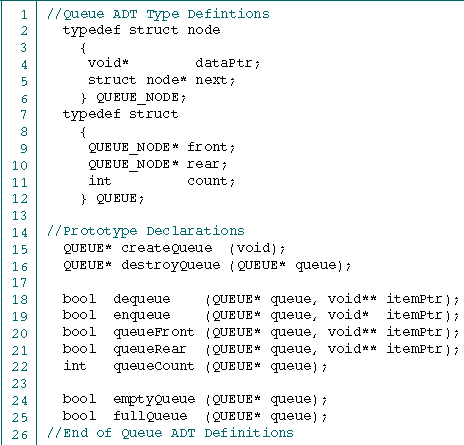 1 //Queue ADT Type Defintions
2 typedef struct node
3 {
4 void* dataPtr;
5 struct node* next;
6 } QUEUE_NODE;
7 typedef struct
8 {
9 QUEUE_NODE* front;
10 QUEUE_NODE* rear;
11 int count;
12 } QUEUE;
13
14 //Prototype Declarations
15 QUEUE* createQueue (void);
16 QUEUE* destroyQueue (QUEUE* queue);
17
18 bool dequeue (QUEUE* queue, void** itemPtr);
19 bool enqueue (QUEUE* queue, void* itemPtr);
20 bool queueFront (QUEUE* queue, void** itemPtr);
21 bool queueRear (QUEUE* queue, void** itemPtr);
22 int queueCount (QUEUE* queue);
23
24 bool emptyQueue (QUEUE* queue);
25 bool fullQueue (QUEUE* queue);
26 //End of Queue ADT Definitions